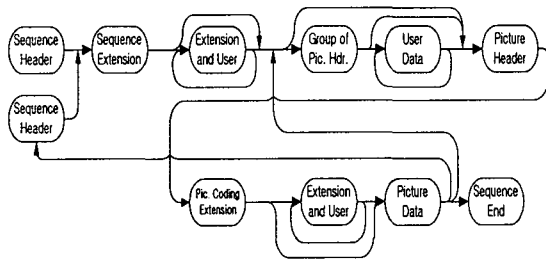 Sequence
Header
Sequence
Extension
Extension
and User
Group of
Pic. Hdr.
User
Data
Picture
Header
Sequence
Header
Pic. Coding
Extension
Extension
and User
Picture
Data
Sequence
End